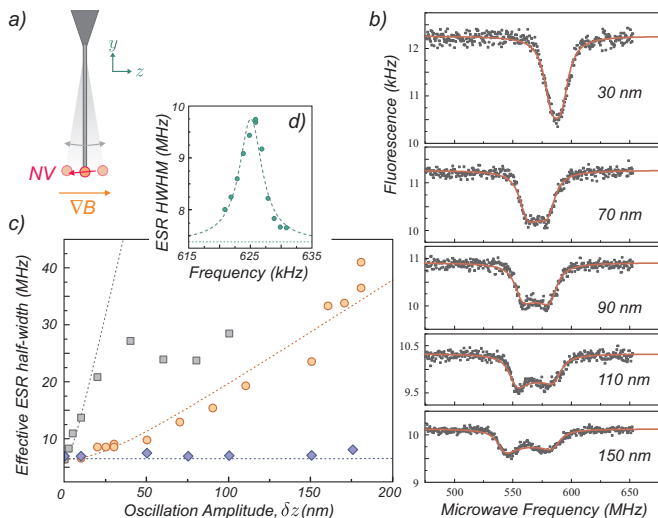 a)
y
z
NV
∇B
b)
Fluorescence (kHz)
12
11
10
30 nm
11
10
70 nm
11
10
90 nm
10.5
9.5
110 nm
10
9
150 nm
500
550
600
650
Microwave Frequency (MHz)
c)
Effective ESR half-width (MHz)
40
30
20
10
0
50
100
150
200
Oscillation Amplitude, δz(nm)
d)
ESR HWHM (MHz)
10
9
8
615
625
635
Frequency (kHz)